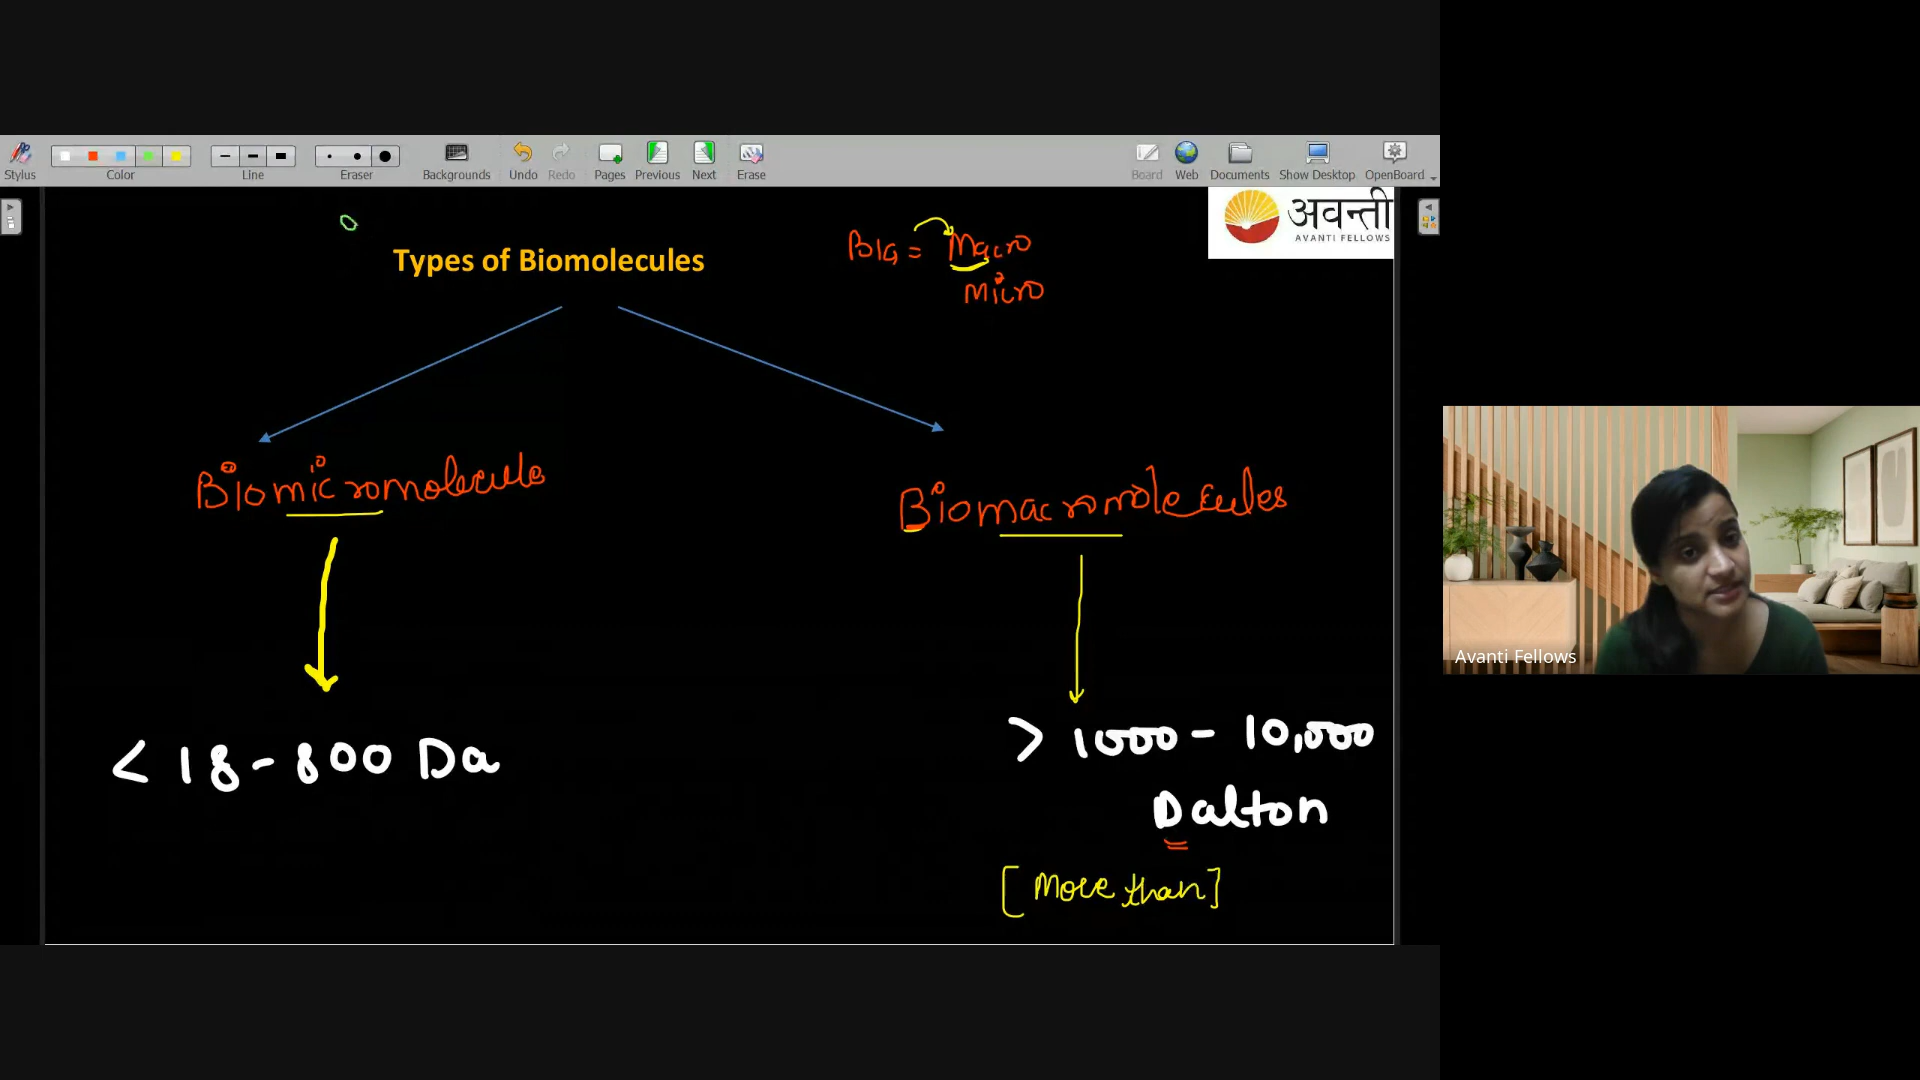 Stylus
Color
Line
Eraser
Backgrounds
Undo
Redo
Pages
Previous
Next
Erase
Board
Web
Documents
Show Desktop
OpenBoard
अवन्ती
AVANTI FELLOWS
Types of Biomolecules
BIG = Macro
micro
Biomicromolecule
Biomacromolecules
< 18 - 800 Da
> 1000 - 10,000
Dalton
[More than]
Avanti Fellows